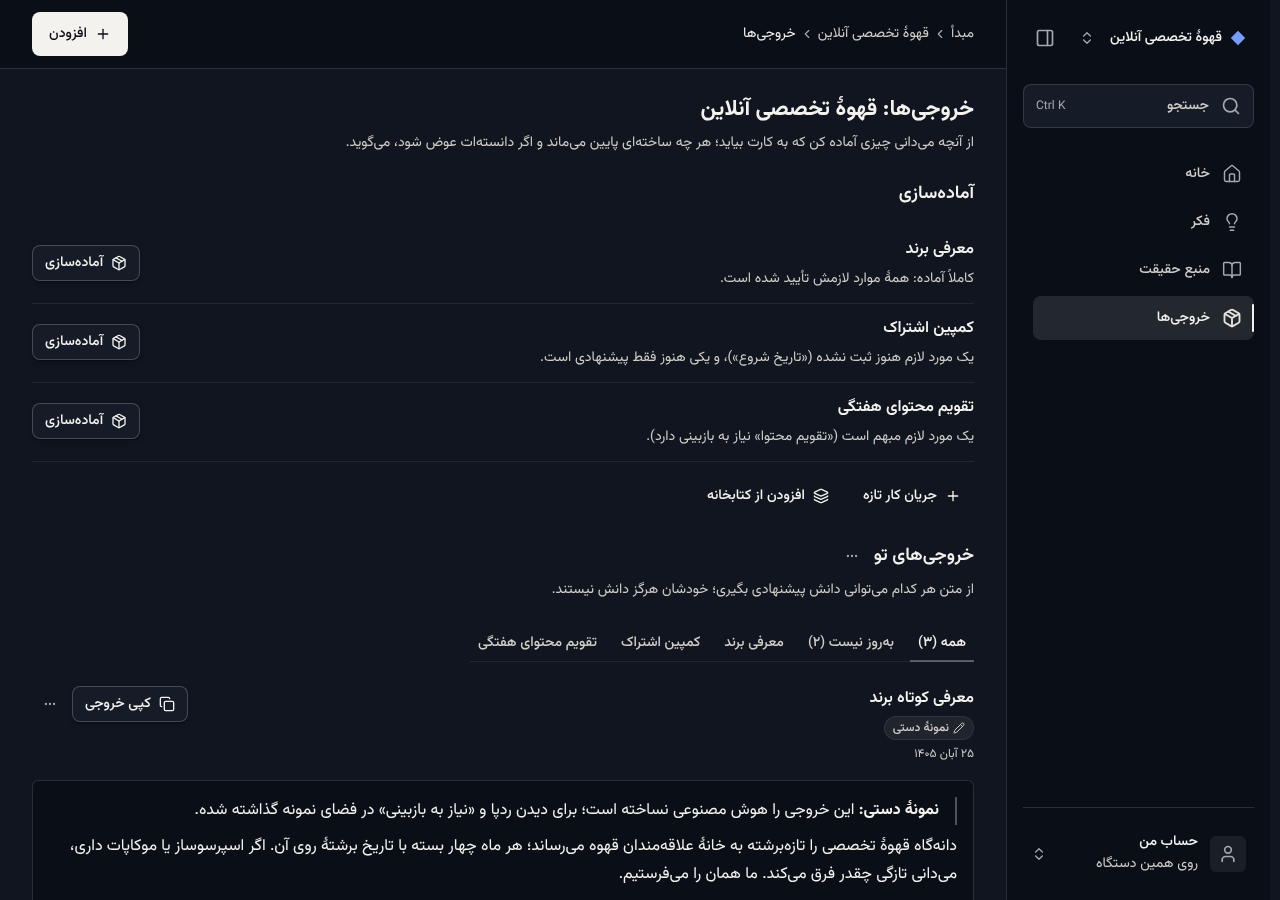 قهوهٔ تخصصی آنلاین
جستجو
Ctrl K
خانه
فکر
منبع حقیقت
خروجی‌ها
حساب من
روی همین دستگاه
مبدأ › قهوهٔ تخصصی آنلاین › خروجی‌ها
افزودن
خروجی‌ها: قهوهٔ تخصصی آنلاین
از آنچه می‌دانی چیزی آماده کن که به کارت بیاید؛ هر چه ساخته‌ای پایین می‌ماند و اگر دانسته‌ات عوض شود، می‌گوید.
آماده‌سازی
معرفی برند
کاملاً آماده: همهٔ موارد لازمش تأیید شده است.
آماده‌سازی
کمپین اشتراک
یک مورد لازم هنوز ثبت نشده («تاریخ شروع»)، و یکی هنوز فقط پیشنهادی است.
آماده‌سازی
تقویم محتوای هفتگی
یک مورد لازم مبهم است («تقویم محتوا» نیاز به بازبینی دارد).
آماده‌سازی
جریان کار تازه
افزودن از کتابخانه
خروجی‌های تو
از متن هر کدام می‌توانی دانش پیشنهادی بگیری؛ خودشان هرگز دانش نیستند.
همه (۳) به‌روز نیست (۲) معرفی برند کمپین اشتراک تقویم محتوای هفتگی
معرفی کوتاه برند
کپی خروجی
نمونهٔ دستی
۲۵ آبان ۱۴۰۵
نمونهٔ دستی: این خروجی را هوش مصنوعی نساخته است؛ برای دیدن ردپا و «نیاز به بازبینی» در فضای نمونه گذاشته شده.
دانه‌گاه قهوهٔ تخصصی را تازه‌برشته به خانهٔ علاقه‌مندان قهوه می‌رساند؛ هر ماه چهار بسته با تاریخ برشتهٔ روی آن. اگر اسپرسوساز یا موکاپات داری،
می‌دانی تازگی چقدر فرق می‌کند. ما همان را می‌فرستیم.